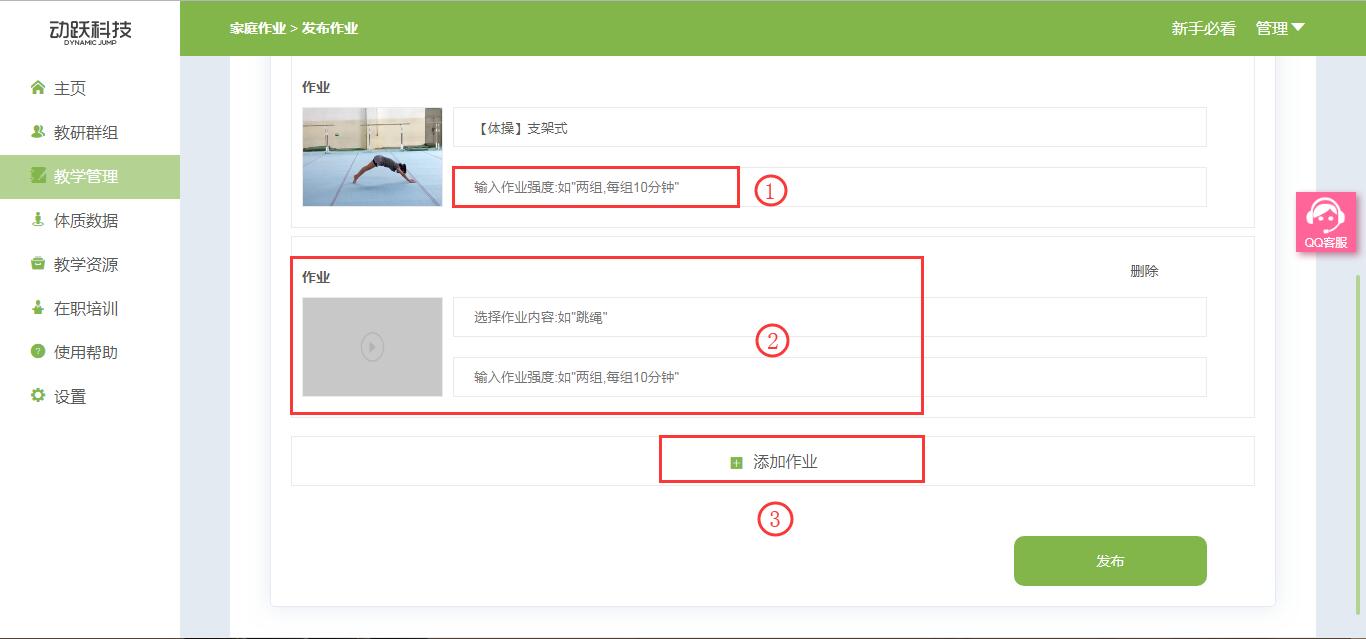 动跃科技
DYNAMIC JUMP
家庭作业 > 发布作业
新手必看
管理
主页
教研群组
教学管理
体质数据
教学资源
在职培训
使用帮助
设置
作业
【体操】支架式
输入作业强度:如"两组,每组10分钟"
①
作业
删除
选择作业内容:如"跳绳"
②
输入作业强度:如"两组,每组10分钟"
添加作业
③
发布
QQ客服